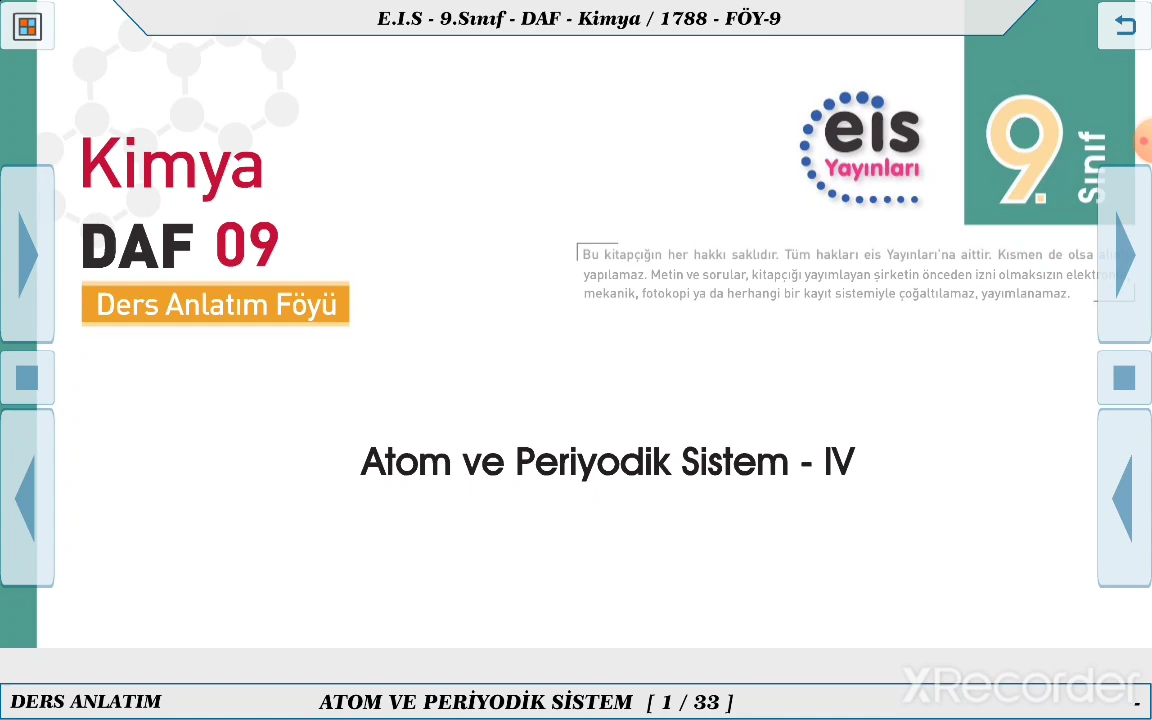 E.I.S - 9.Sınıf - DAF - Kimya / 1788 - FÖY-9
eis
Yayınları
9.
Sınıf
Kimya
DAF 09
Ders Anlatım Föyü
Bu kitapçığın her hakkı saklıdır. Tüm hakları eis Yayınları'na aittir. Kısmen de olsa
yapılamaz. Metin ve sorular, kitapçığı yayımlayan şirketin önceden izni olmaksızın
mekanik, fotokopi ya da herhangi bir kayıt sistemiyle çoğaltılamaz, yayımlanamaz.
Atom ve Periyodik Sistem - IV
XRecorder
DERS ANLATIM ATOM VE PERİYODİK SİSTEM [ 1 / 33 ] -